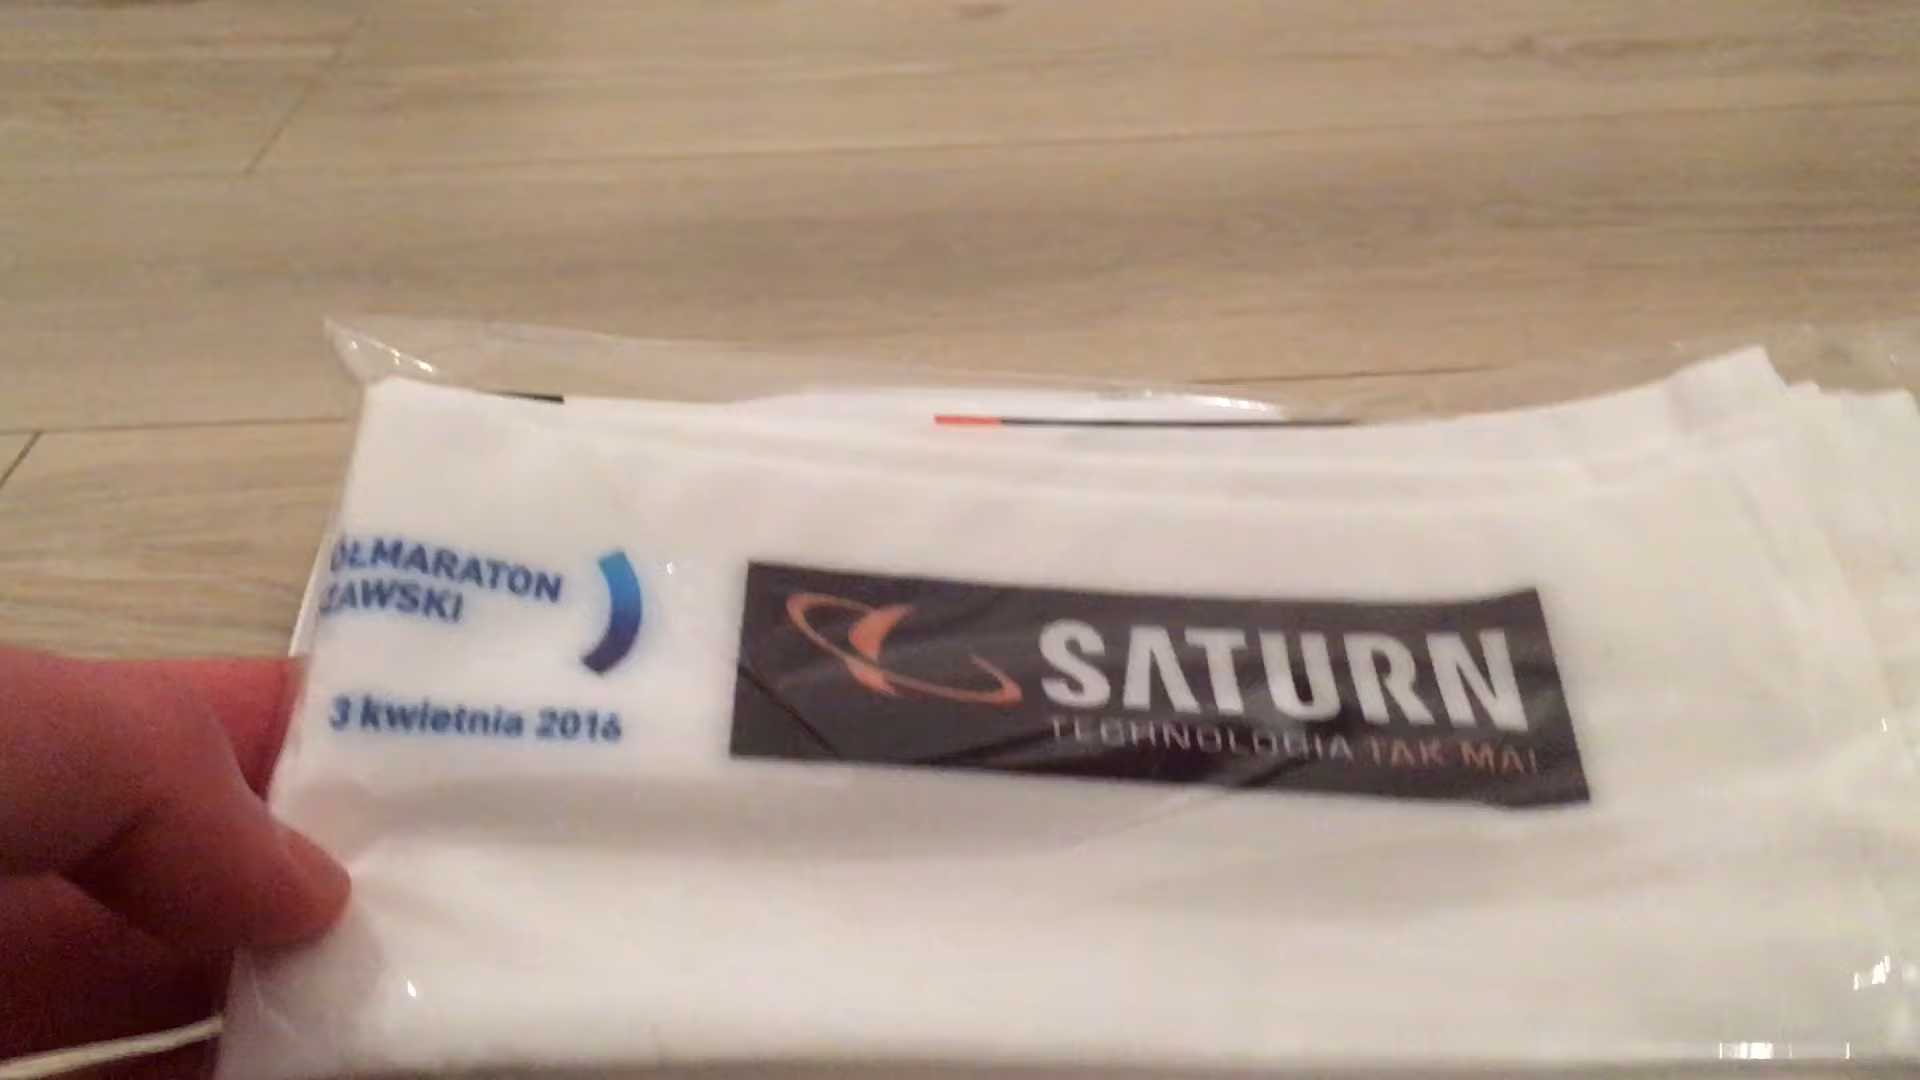 ÓŁMARATON
ZAWSKI
3 kwietnia 2016
SATURN
TECHNOLOGIA TAK MA!